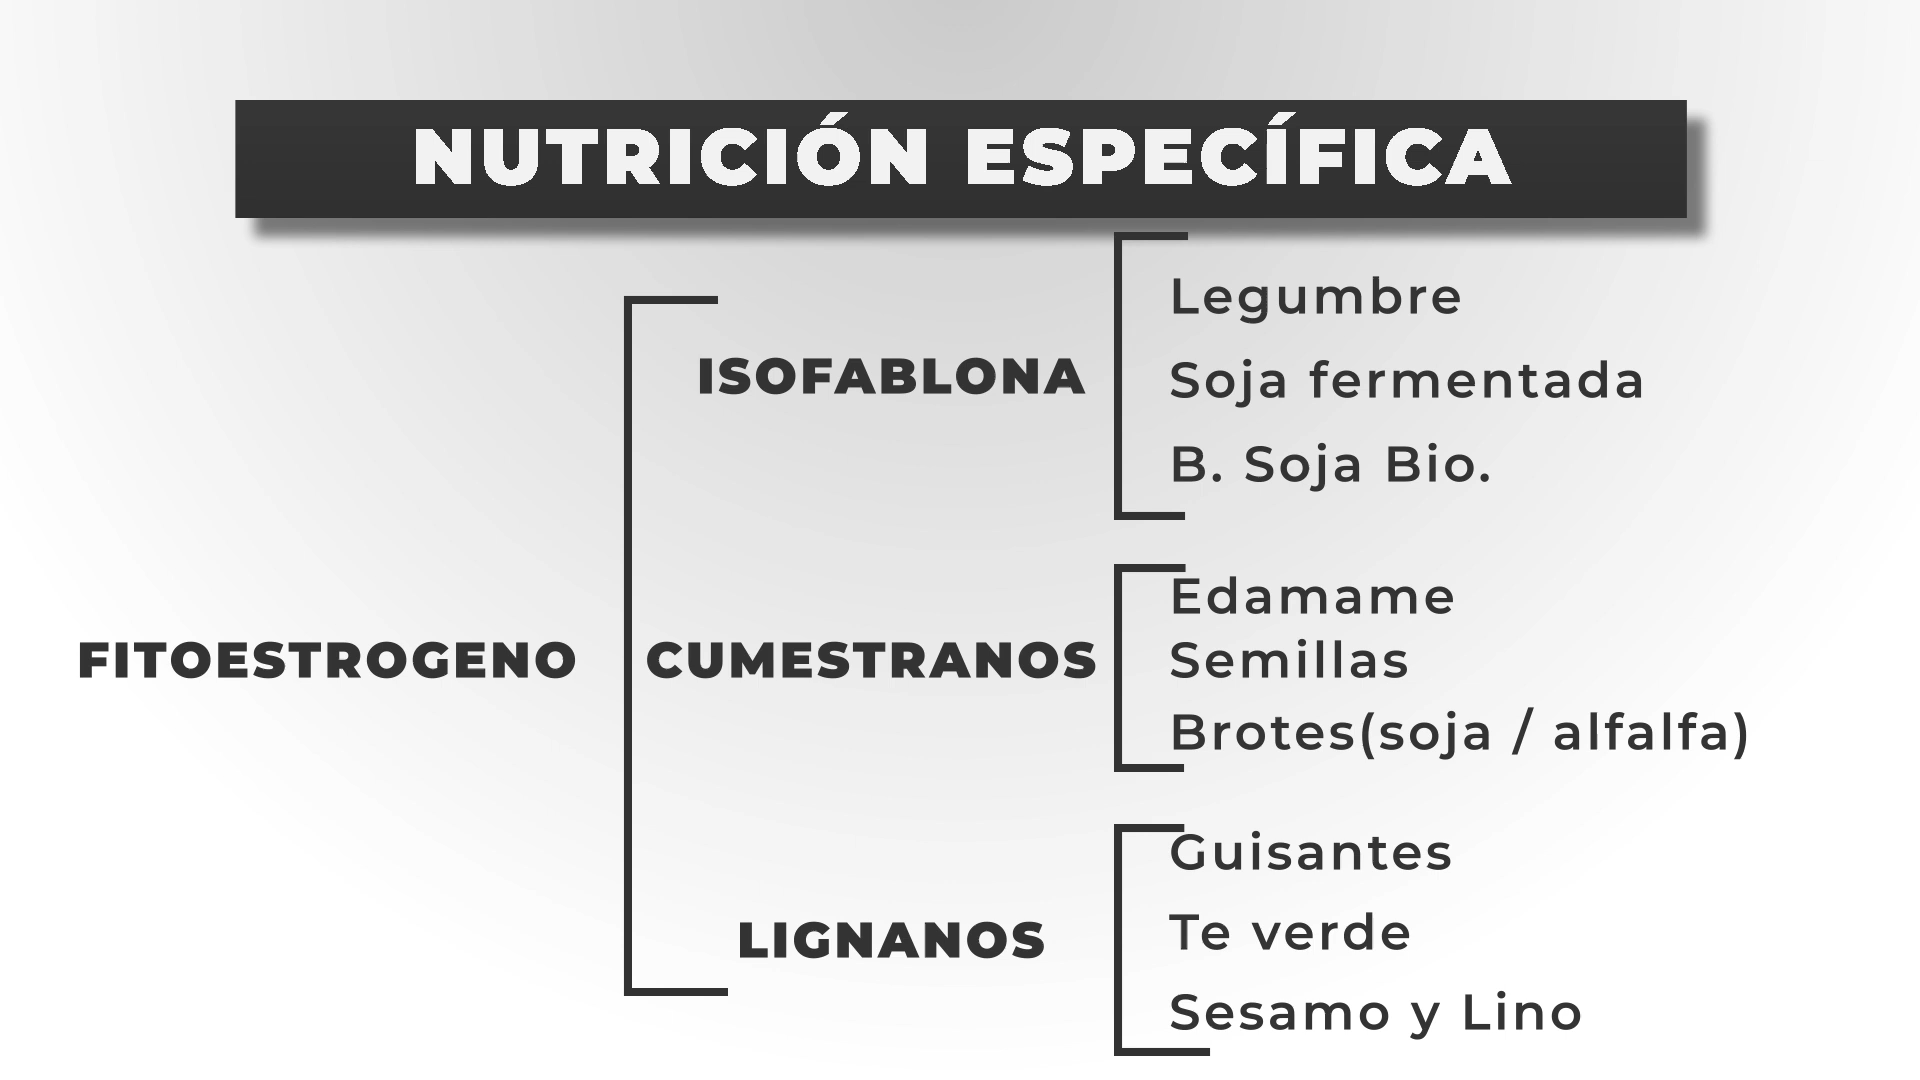 NUTRICIÓN ESPECÍFICA
FITOESTROGENO
ISOFABLONA
Legumbre
Soja fermentada
B. Soja Bio.
CUMESTRANOS
Edamame
Semillas
Brotes(soja / alfalfa)
LIGNANOS
Guisantes
Te verde
Sesamo y Lino